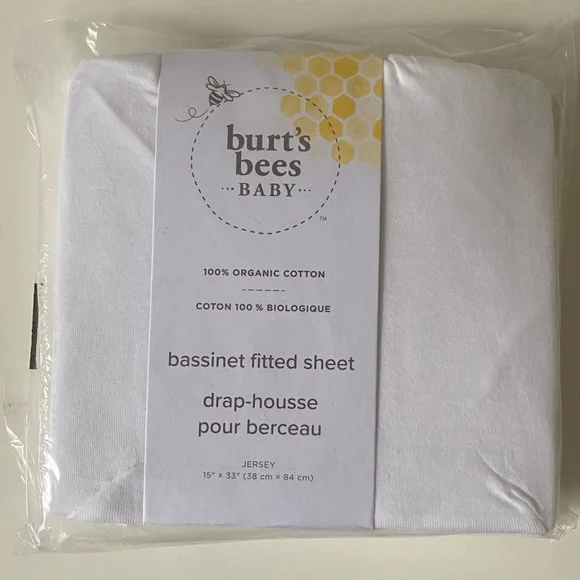 burt's
bees
BABY
™
100% ORGANIC COTTON
COTON 100 % BIOLOGIQUE
bassinet fitted sheet
drap-housse
pour berceau
JERSEY
15" × 33" (38 cm × 84 cm)